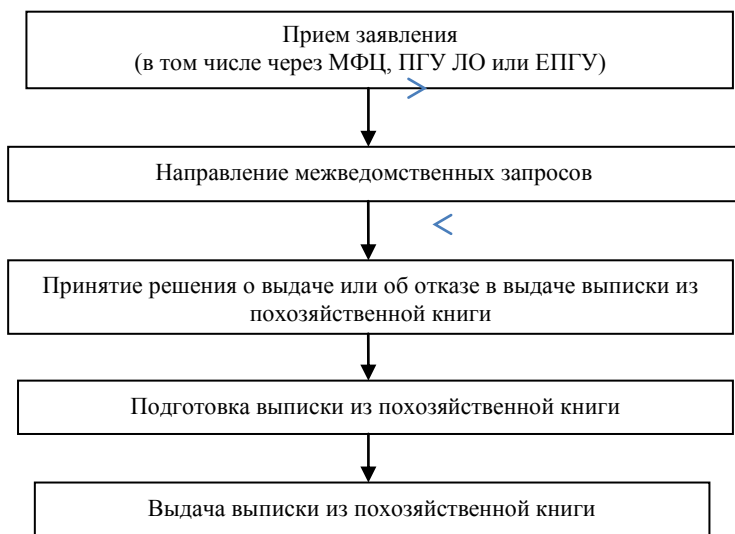 Прием заявления
(в том числе через МФЦ, ПГУ ЛО или ЕПГУ)
Направление межведомственных запросов
Принятие решения о выдаче или об отказе в выдаче выписки из
похозяйственной книги
Подготовка выписки из похозяйственной книги
Выдача выписки из похозяйственной книги